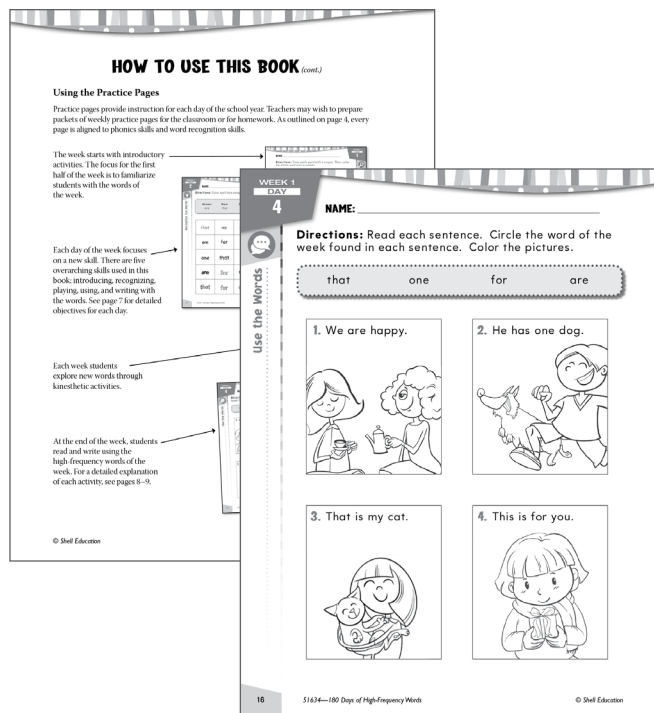 HOW TO USE THIS BOOK (cont.)
Using the Practice Pages
Practice pages provide instruction for each day of the school year. Teachers may wish to prepare
packets of weekly practice pages for the classroom or for homework. As outlined on page 4, every
page is aligned to phonics skills and word recognition skills.
The week starts with introductory
activities. The focus for the first
half of the week is to familiarize
students with the words of
the week.
Each day of the week focuses
on a new skill. There are five
overarching skills used in this
book: introducing, recognizing,
playing, using, and writing with
the words. See page 7 for detailed
objectives for each day.
Each week students
explore new words through
kinesthetic activities.
At the end of the week, students
read and write using the
high-frequency words of the
week. For a detailed explanation
of each activity, see pages 8–9.
© Shell Education
that
are for
one that
are
that for
WEEK 1
DAY
4
NAME:
Use the Words
Directions: Read each sentence. Circle the word of the
week found in each sentence. Color the pictures.
that one for are
1. We are happy.
2. He has one dog.
3. That is my cat.
4. This is for you.
16
51634—180 Days of High-Frequency Words
© Shell Education